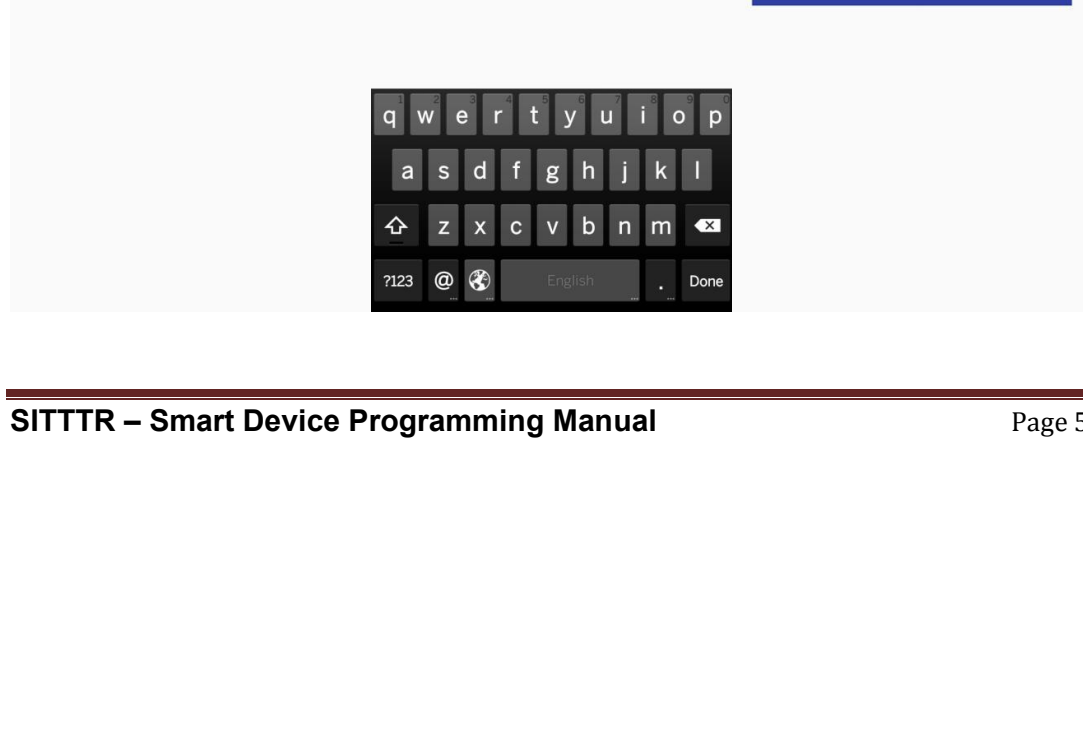 1 2 3 4 5 6 7 8 9 0
q w e r t y u i o p
a s d f g h j k l
z x c v b n m
?123 @ English . Done
SITTTR – Smart Device Programming Manual Page 5